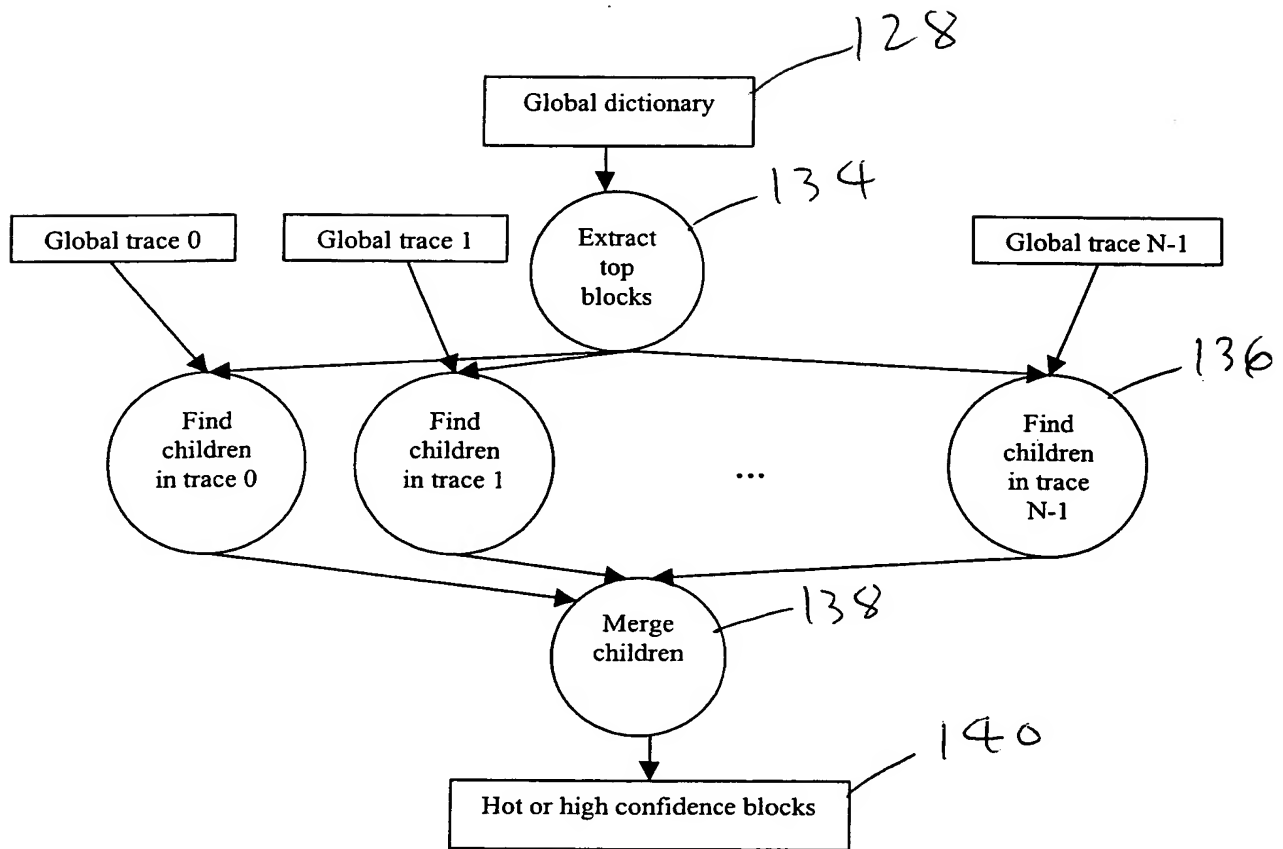 128
Global dictionary
134
Global trace 0
Global trace 1
Extract
top
blocks
Global trace N-1
136
Find
children
in trace 0
Find
children
in trace 1
...
Find
children
in trace
N-1
Merge
children
138
140
Hot or high confidence blocks